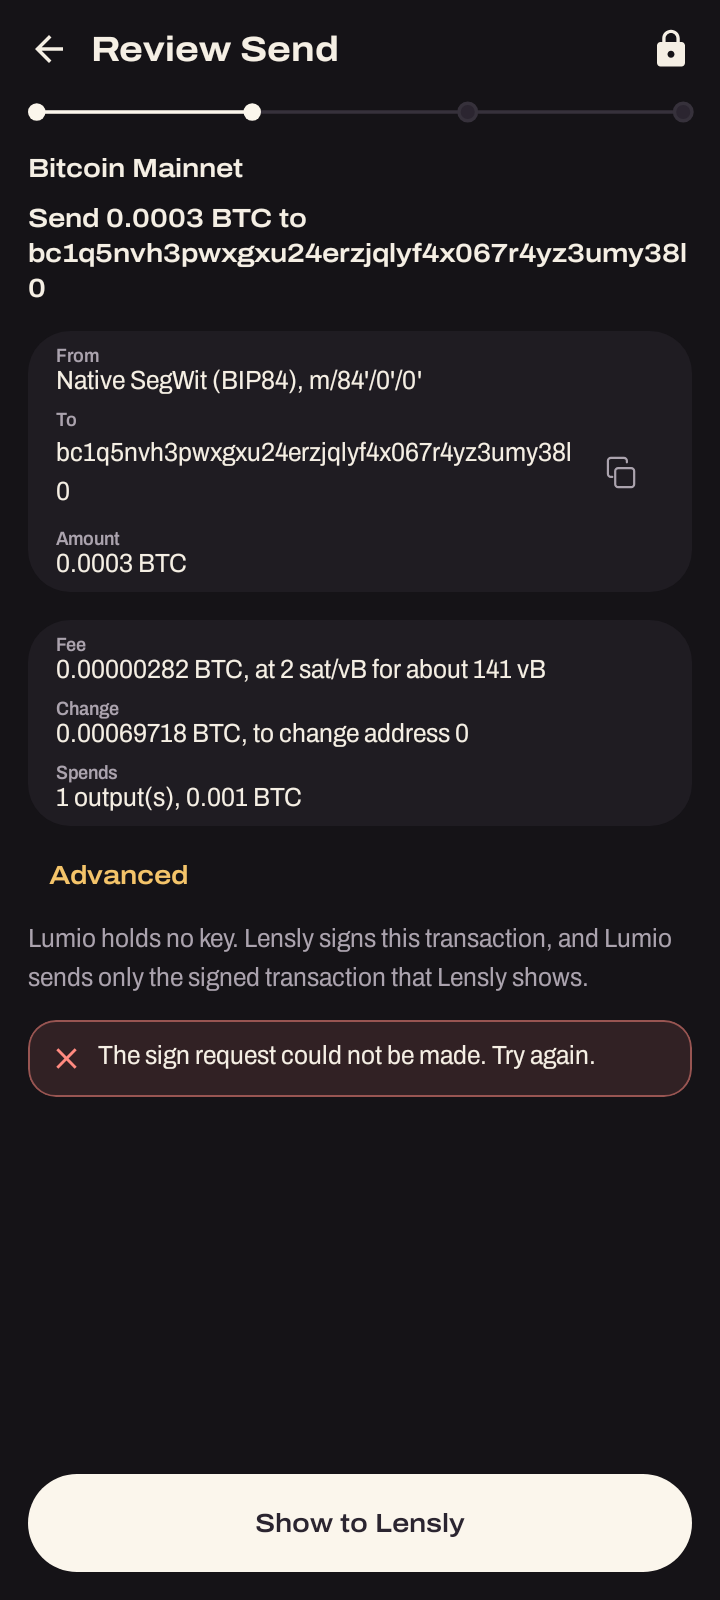 Review Send
Bitcoin Mainnet
Send 0.0003 BTC to
bc1q5nvh3pwxgxu24erzjqlyf4x067r4yz3umy38l
0
From
Native SegWit (BIP84), m/84'/0'/0'
To
bc1q5nvh3pwxgxu24erzjqlyf4x067r4yz3umy38l
0
Amount
0.0003 BTC
Fee
0.00000282 BTC, at 2 sat/vB for about 141 vB
Change
0.00069718 BTC, to change address 0
Spends
1 output(s), 0.001 BTC
Advanced
Lumio holds no key. Lensly signs this transaction, and Lumio
sends only the signed transaction that Lensly shows.
The sign request could not be made. Try again.
Show to Lensly